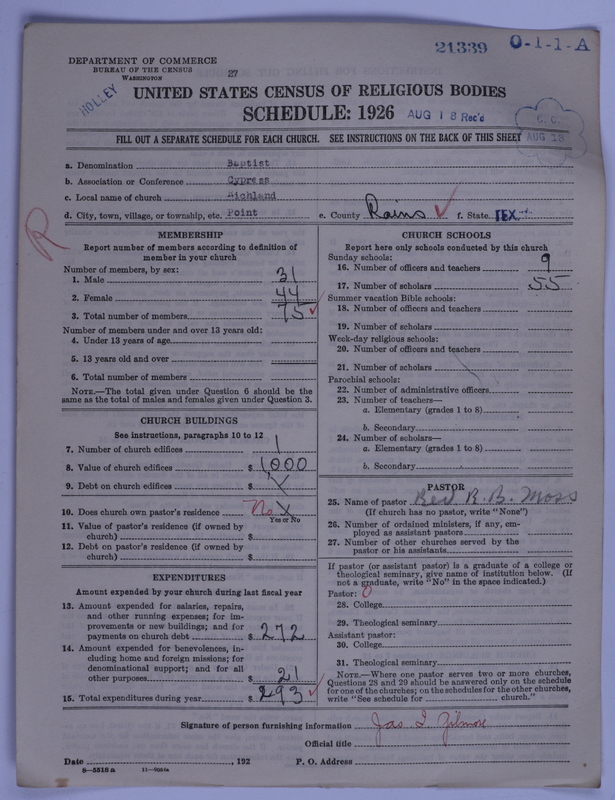 21339 O-1-1-A
DEPARTMENT OF COMMERCE
BUREAU OF THE CENSUS
WASHINGTON
27
HOLLEY
UNITED STATES CENSUS OF RELIGIOUS BODIES
SCHEDULE: 1926 AUG 18 Rec'd
C. C.
AUG 18
FILL OUT A SEPARATE SCHEDULE FOR EACH CHURCH. SEE INSTRUCTIONS ON THE BACK OF THIS SHEET
a. Denomination Baptist
b. Association or Conference Cypress
c. Local name of church Richland
d. City, town, village, or township, etc. Point e. County Rains f. State TEX.
R
MEMBERSHIP
Report number of members according to definition of
member in your church
Number of members, by sex:
1. Male 31
2. Female 44
3. Total number of members 75
Number of members under and over 13 years old:
4. Under 13 years of age
5. 13 years old and over
6. Total number of members
NOTE.—The total given under Question 6 should be the
same as the total of males and females given under Question 3.
CHURCH BUILDINGS
See instructions, paragraphs 10 to 12
7. Number of church edifices 1
8. Value of church edifices $ 1,000
9. Debt on church edifices $ X
10. Does church own pastor's residence No X
Yes or No
11. Value of pastor's residence (if owned by
church) $
12. Debt on pastor's residence (if owned by
church) $
EXPENDITURES
Amount expended by your church during last fiscal year
13. Amount expended for salaries, repairs,
and other running expenses; for im-
provements or new buildings; and for
payments on church debt $ 272
14. Amount expended for benevolences, in-
cluding home and foreign missions; for
denominational support; and for all
other purposes $ 21
15. Total expenditures during year $ 293
CHURCH SCHOOLS
Report here only schools conducted by this church
Sunday schools:
16. Number of officers and teachers 9
17. Number of scholars 55
Summer vacation Bible schools:
18. Number of officers and teachers
19. Number of scholars
Week-day religious schools:
20. Number of officers and teachers
21. Number of scholars
Parochial schools:
22. Number of administrative officers
23. Number of teachers—
a. Elementary (grades 1 to 8)
b. Secondary
24. Number of scholars—
a. Elementary (grades 1 to 8)
b. Secondary
PASTOR
25. Name of pastor Rev R. B. Moss
(If church has no pastor, write "None")
26. Number of ordained ministers, if any, em-
ployed as assistant pastors
27. Number of other churches served by the
pastor or his assistants
If pastor (or assistant pastor) is a graduate of a college or
theological seminary, give name of institution below. (If
not a graduate, write "No" in the space indicated.)
Pastor: 0
28. College
29. Theological seminary
Assistant pastor:
30. College
31. Theological seminary
NOTE.—Where one pastor serves two or more churches,
Questions 28 and 29 should be answered only on the schedule
for one of the churches; on the schedules for the other churches,
write "See schedule for church."
Signature of person furnishing information Jas I Gilmore
Official title
Date , 192 P. O. Address
8—5518a 11—9084a